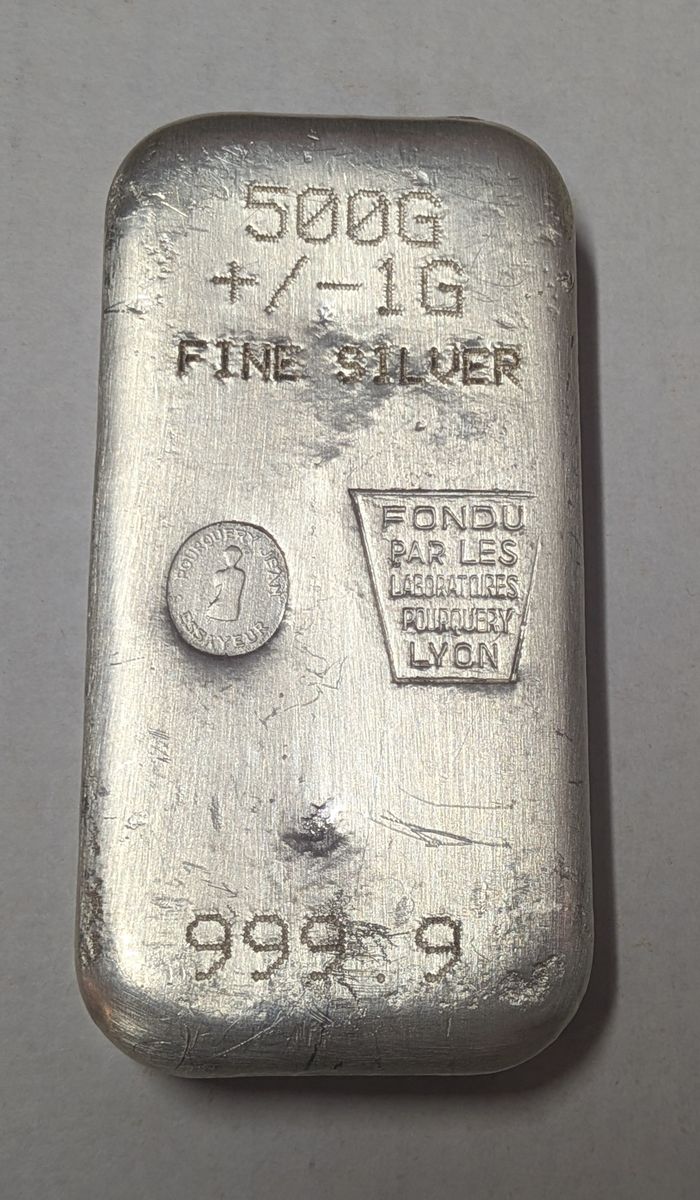 500G
+/-1G
FINE SILVER
POURQUERY JEAN
ESSAYEUR
FONDU
PAR LES
LABORATOIRES
POURQUERY
LYON
999.9